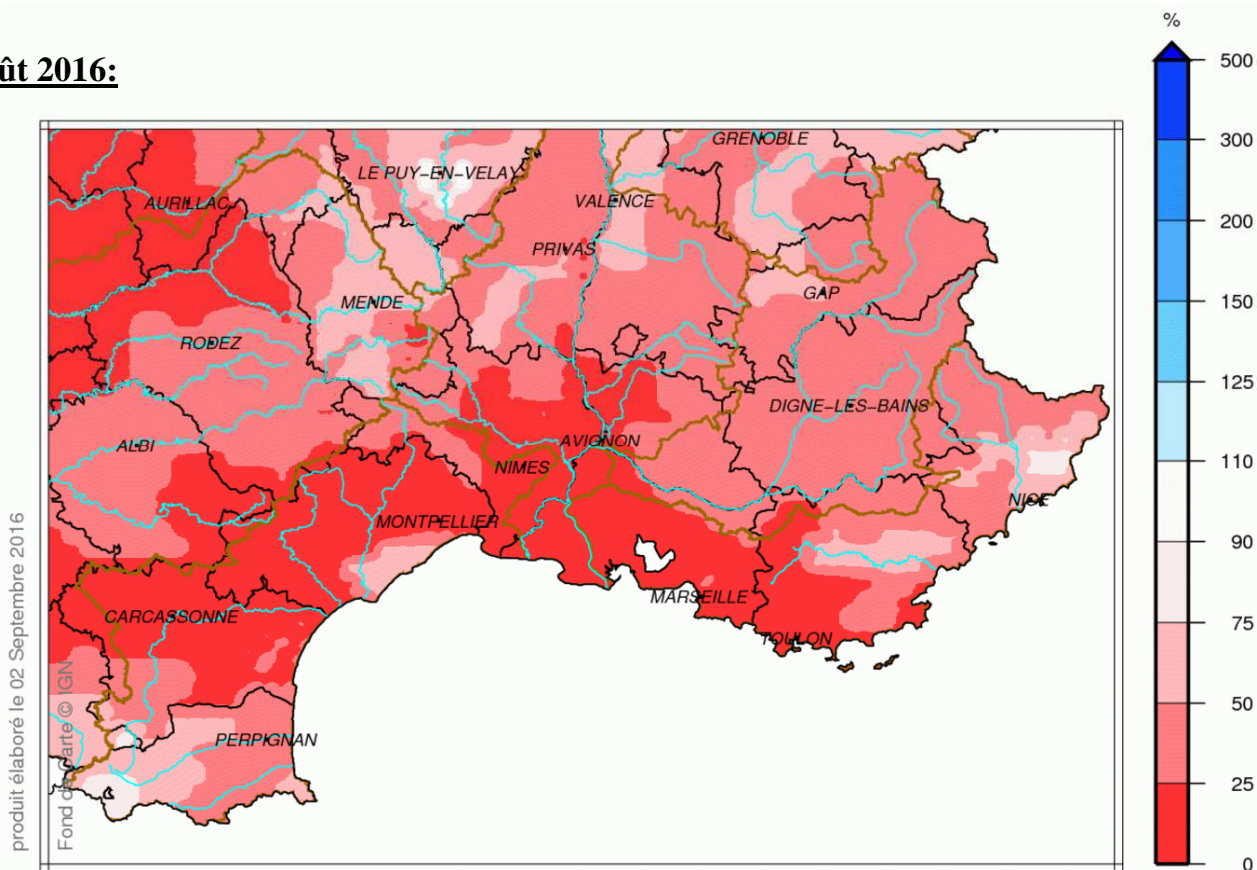 ût 2016:
%
500
300
200
150
125
110
90
75
50
25
0
GRENOBLE
LE PUY-EN-VELAY
AURILLAC
VALENCE
PRIVAS
MENDE
GAP
RODEZ
DIGNE-LES-BAINS
ALBI
AVIGNON
NIMES
NICE
MONTPELLIER
MARSEILLE
CARCASSONNE
TOULON
PERPIGNAN
produit élaboré le 02 Septembre 2016
Fond de carte © IGN